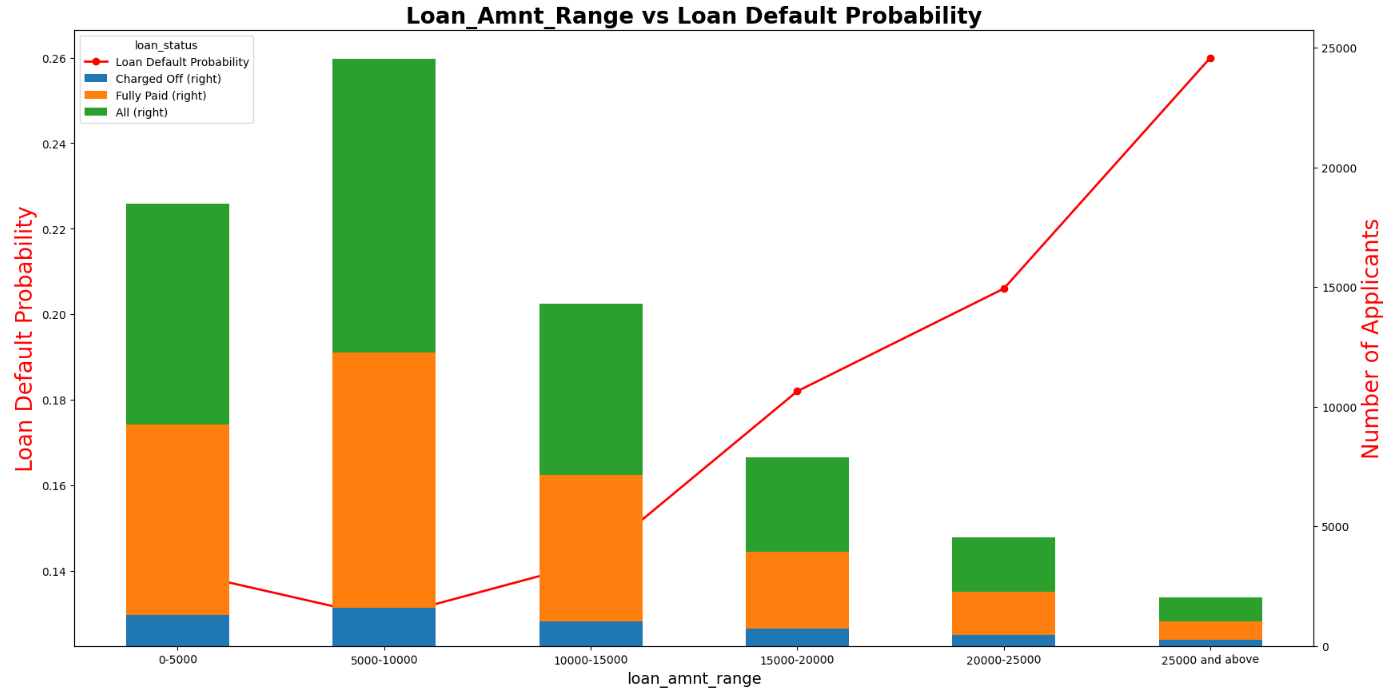 Loan_Amnt_Range vs Loan Default Probability
loan_status
Loan Default Probability
Charged Off (right)
Fully Paid (right)
All (right)
Loan Default Probability
0.26
0.24
0.22
0.20
0.18
0.16
0.14
25000
20000
15000
10000
5000
0
Number of Applicants
0-5000
5000-10000
10000-15000
15000-20000
20000-25000
25000 and above
loan_amnt_range